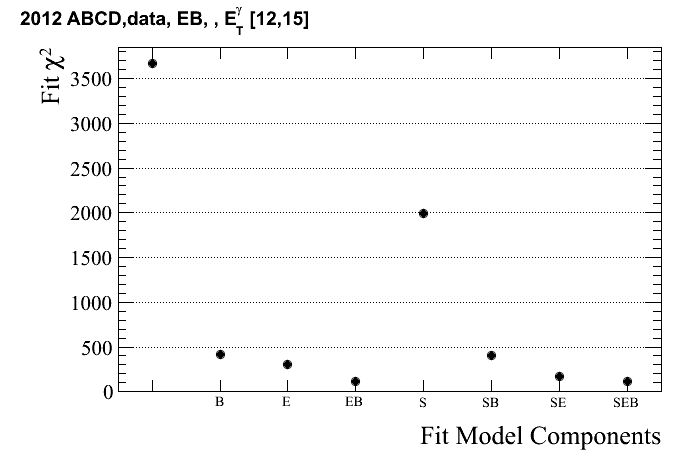 2012 ABCD,data, EB, , E_T^γ [12,15]
Fit χ²
3500
3000
2500
2000
1500
1000
500
0
B E EB S SB SE SEB
Fit Model Components